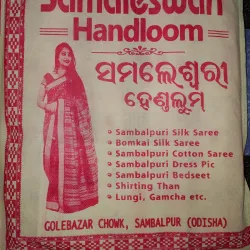 Samaleswari
Handloom
ସମଲେଶ୍ୱରୀ
ହେଣ୍ଡଲୁମ୍
Sambalpuri Silk Saree
Bomkai Silk Saree
Sambalpuri Cotton Saree
Sambalpuri Dress Pic
Sambalpuri Bedseet
Shirting Than
Lungi, Gamcha etc.
GOLEBAZAR CHOWK, SAMBALPUR (ODISHA)